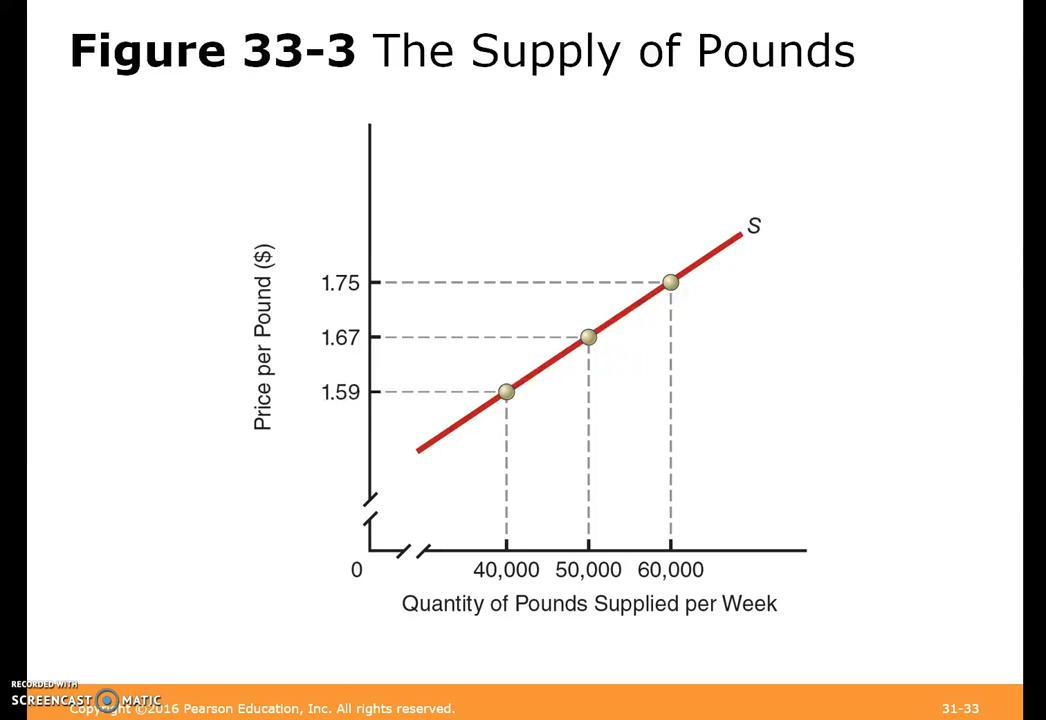 Figure 33-3 The Supply of Pounds
S
Price per Pound ($)
1.75
1.67
1.59
0
40,000 50,000 60,000
Quantity of Pounds Supplied per Week
RECORDED WITH
SCREENCAST MATIC
Copyright ©2016 Pearson Education, Inc. All rights reserved.
31-33